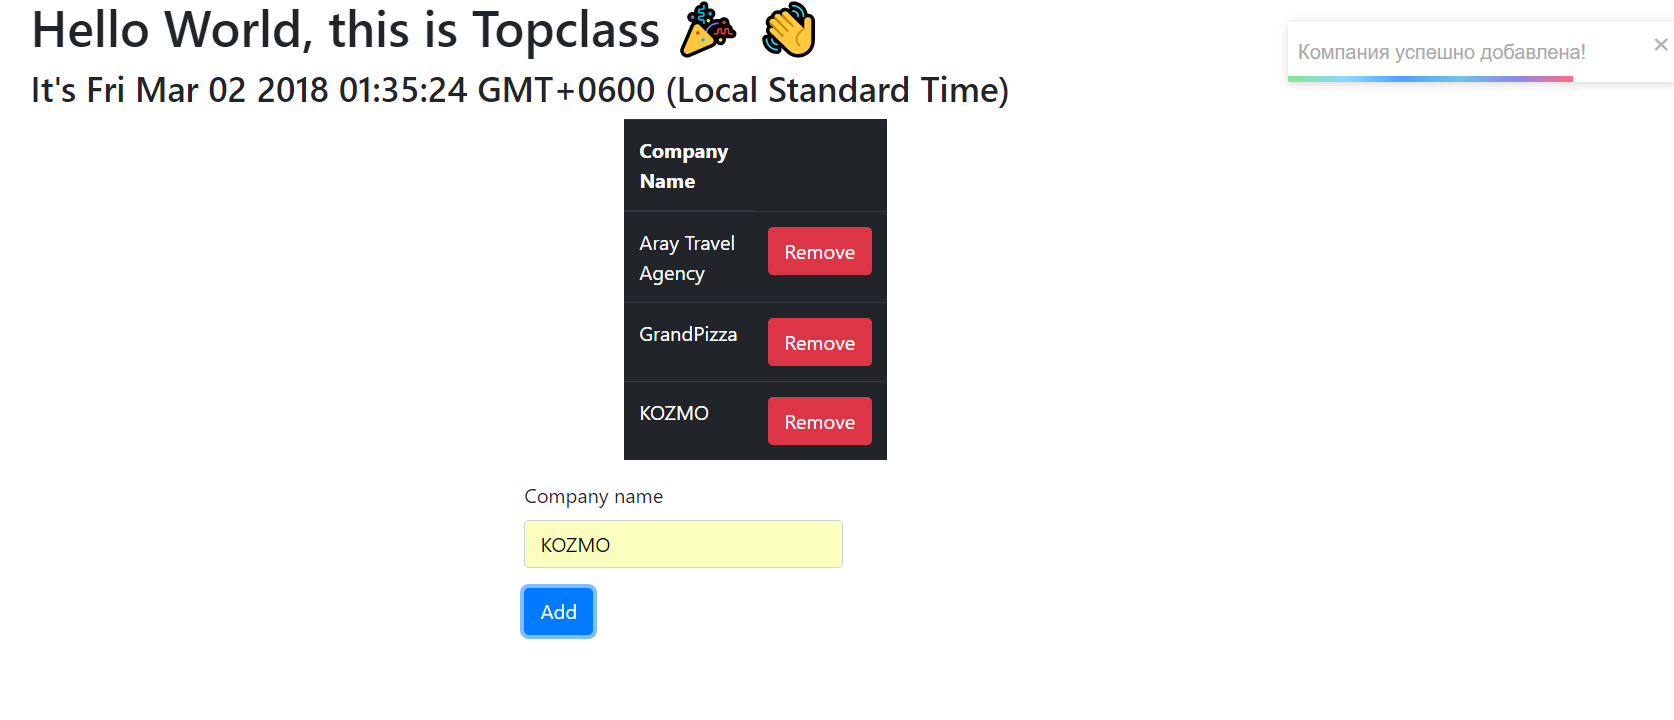 Hello World, this is Topclass 🎉 👋
Компания успешно добавлена!
It's Fri Mar 02 2018 01:35:24 GMT+0600 (Local Standard Time)
Company
Name
Aray Travel
Agency
Remove
GrandPizza
Remove
KOZMO
Remove
Company name
KOZMO
Add